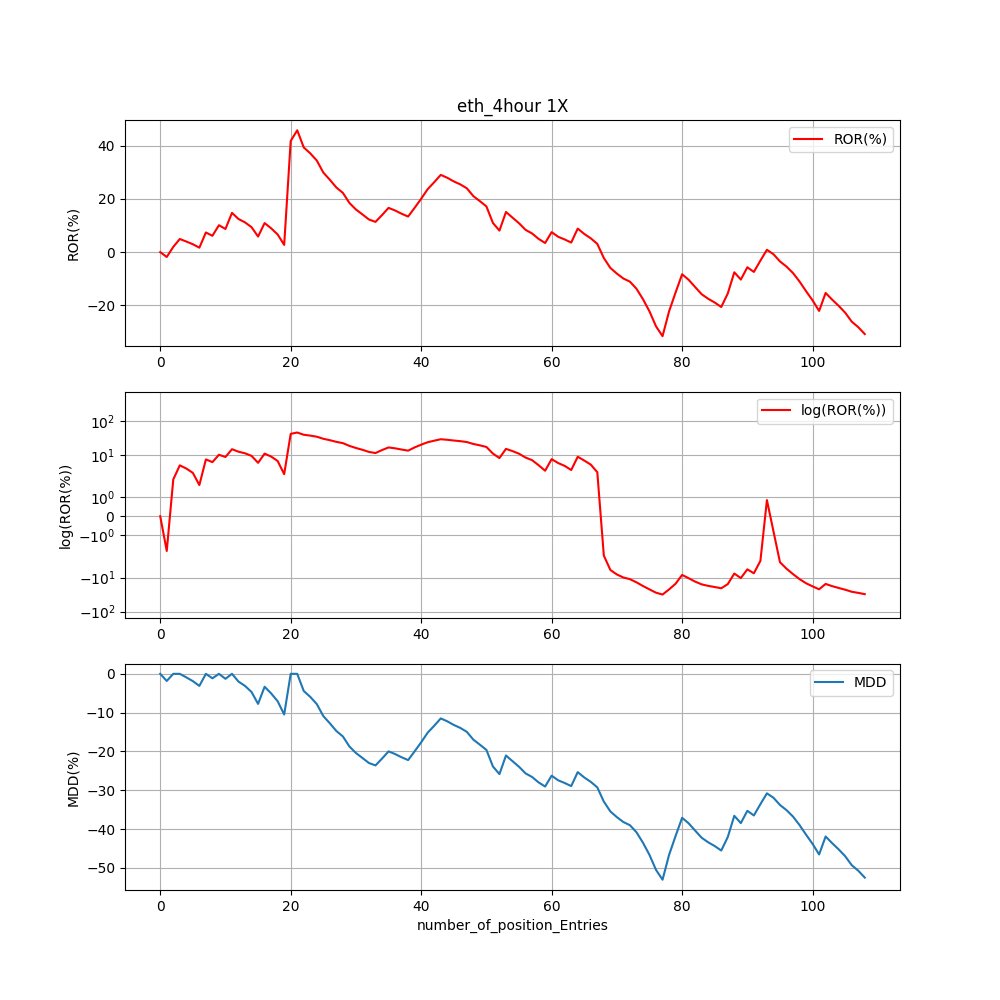 eth_4hour 1X
ROR(%)
40
20
0
−20
ROR(%)
0 20 40 60 80 100
log(ROR(%))
10²
10¹
10⁰
0
−10⁰
−10¹
−10²
log(ROR(%))
0 20 40 60 80 100
MDD
0
−10
−20
−30
−40
−50
MDD(%)
0 20 40 60 80 100
number_of_position_Entries